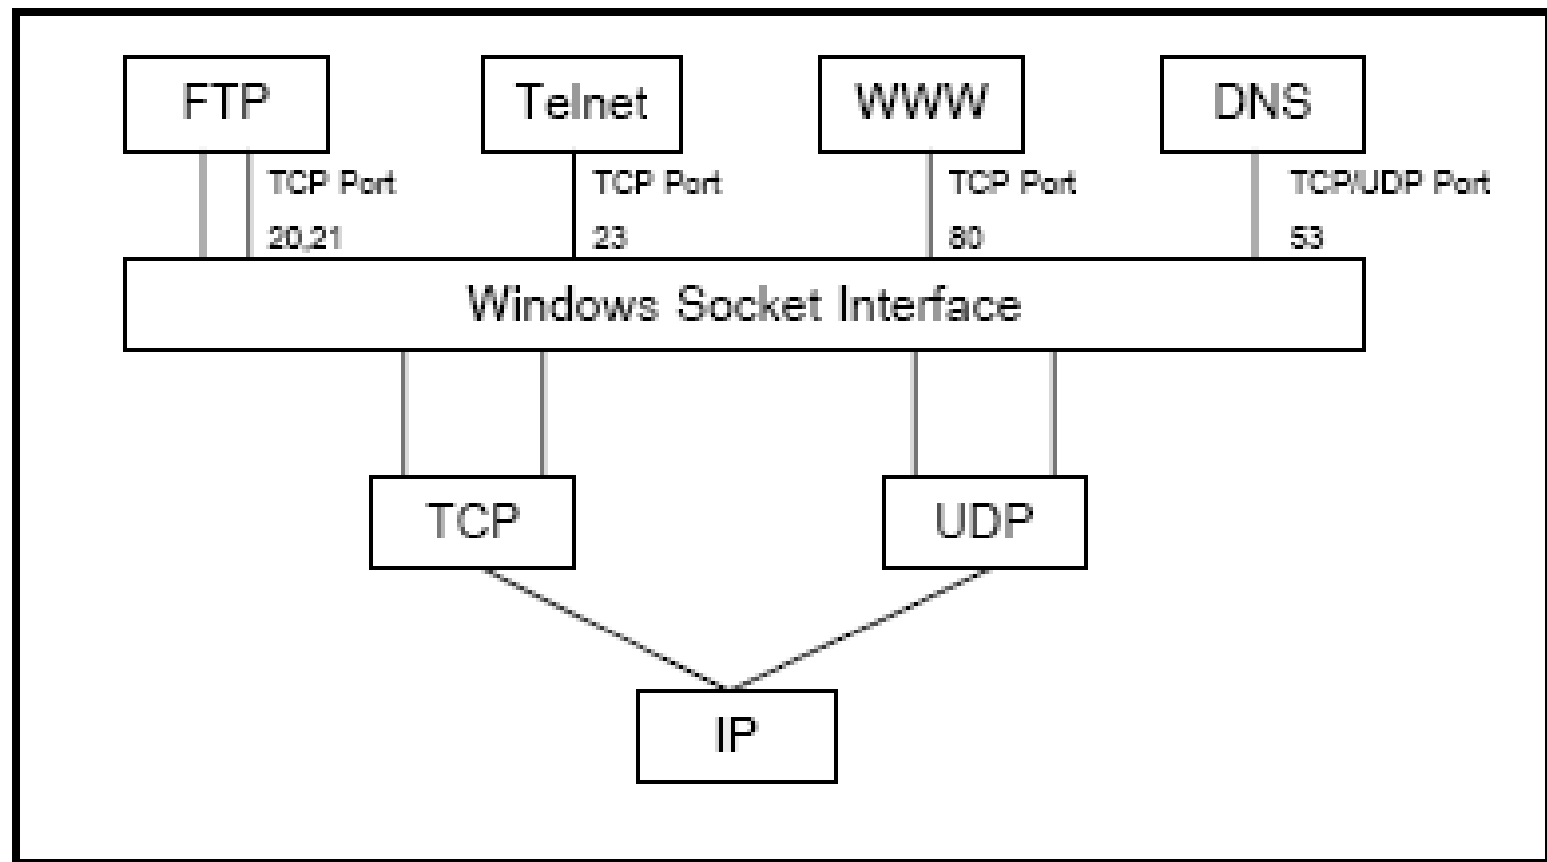 FTP
Telnet
WWW
DNS
TCP Port
20,21
TCP Port
23
TCP Port
80
TCP/UDP Port
53
Windows Socket Interface
TCP
UDP
IP